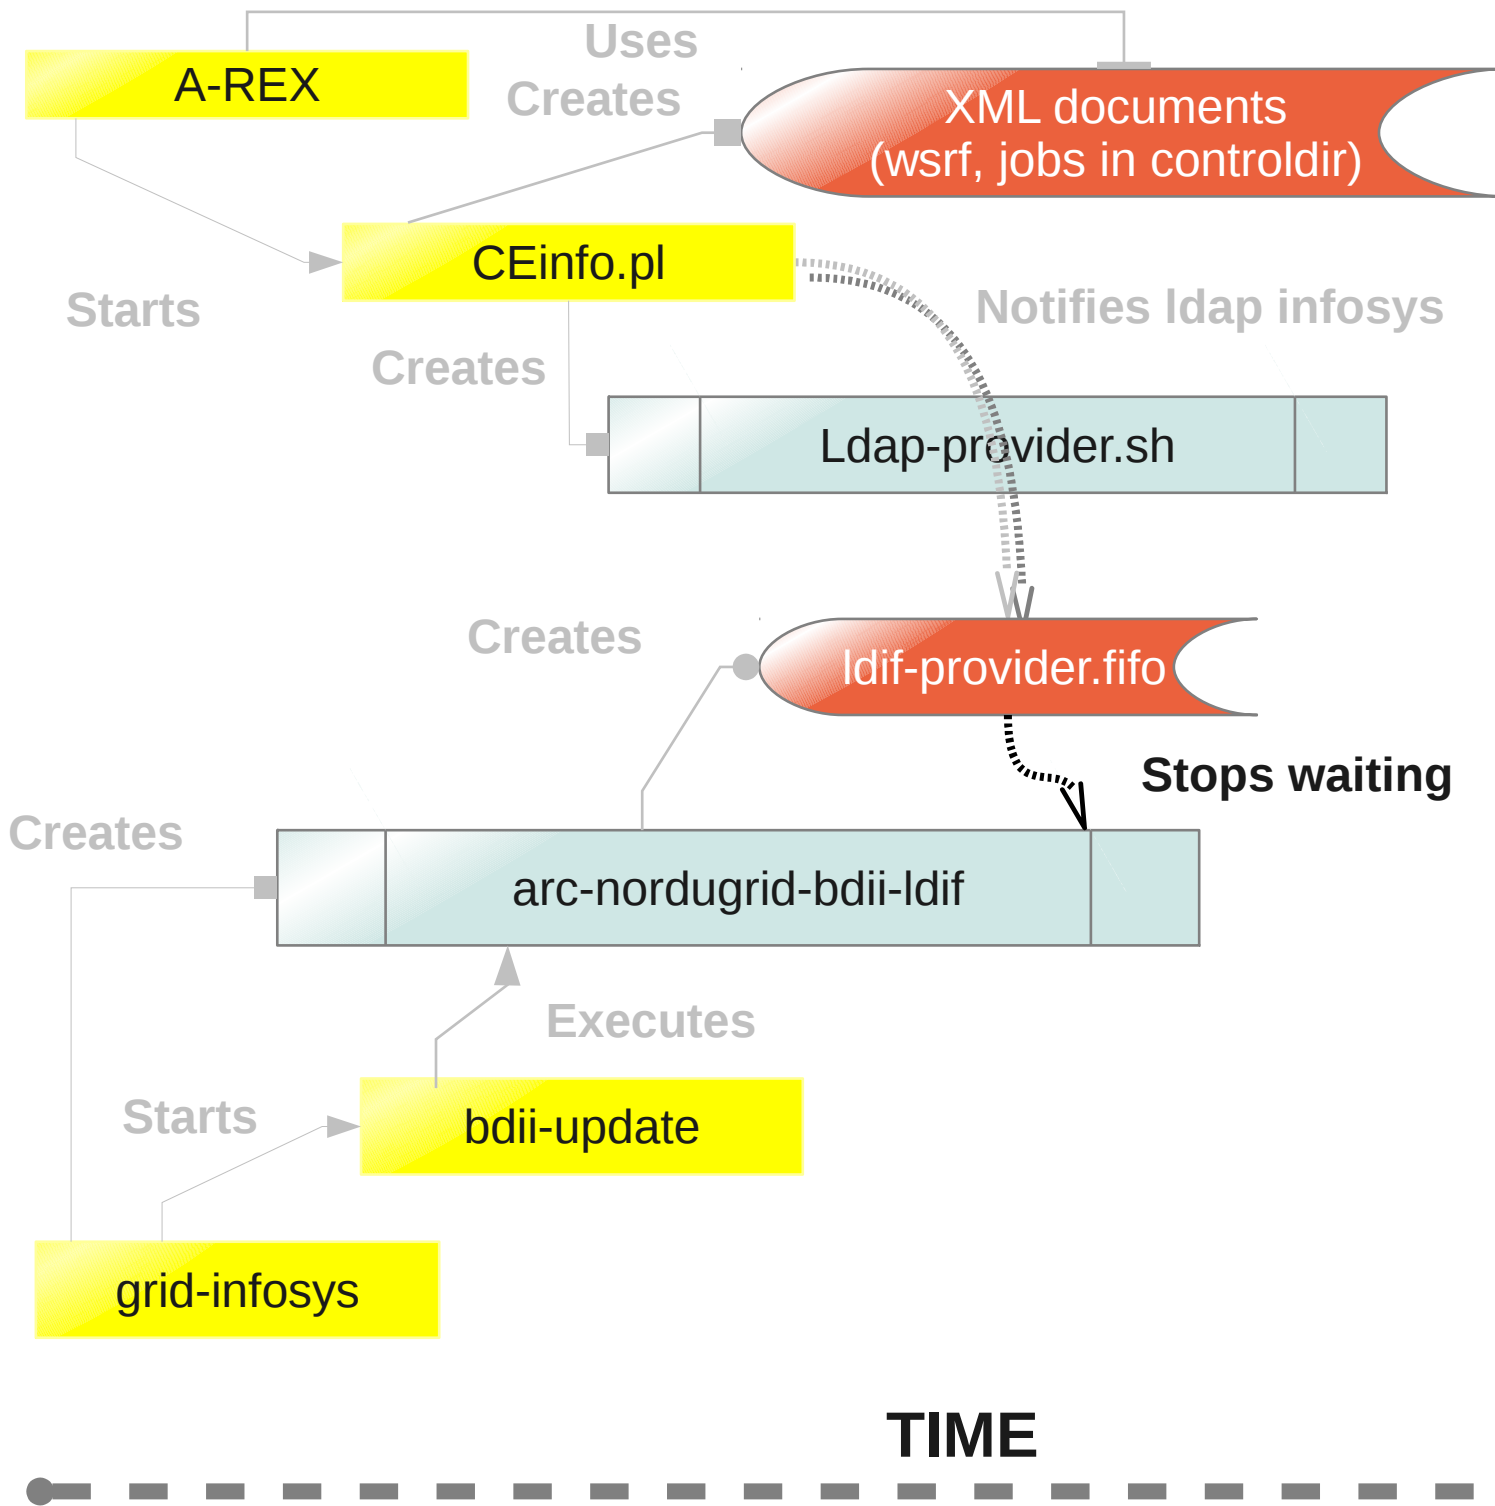 Uses
A-REX
Creates
XML documents
(wsrf, jobs in controldir)
CEinfo.pl
Starts
Notifies ldap infosys
Creates
Ldap-provider.sh
Creates
ldif-provider.fifo
Stops waiting
Creates
arc-nordugrid-bdii-ldif
Executes
Starts
bdii-update
grid-infosys
TIME